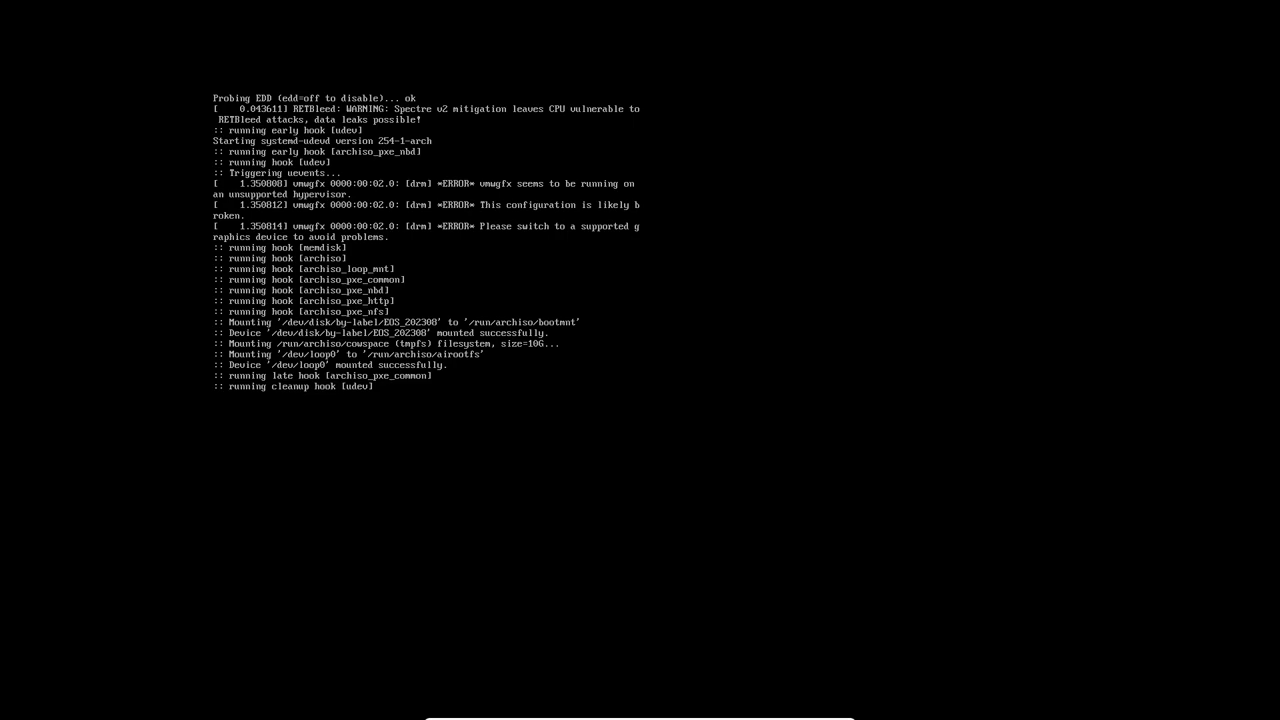 Probing EDD (edd=off to disable)... ok
[    0.043611] RETBleed: WARNING: Spectre v2 mitigation leaves CPU vulnerable to
 RETBleed attacks, data leaks possible!
:: running early hook [udev]
Starting systemd-udevd version 254-1-arch
:: running early hook [archiso_pxe_nbd]
:: running hook [udev]
:: Triggering uevents...
[    1.350808] vmwgfx 0000:00:02.0: [drm] *ERROR* vmwgfx seems to be running on
an unsupported hypervisor.
[    1.350812] vmwgfx 0000:00:02.0: [drm] *ERROR* This configuration is likely b
roken.
[    1.350814] vmwgfx 0000:00:02.0: [drm] *ERROR* Please switch to a supported g
raphics device to avoid problems.
:: running hook [memdisk]
:: running hook [archiso]
:: running hook [archiso_loop_mnt]
:: running hook [archiso_pxe_common]
:: running hook [archiso_pxe_nbd]
:: running hook [archiso_pxe_http]
:: running hook [archiso_pxe_nfs]
:: Mounting '/dev/disk/by-label/EOS_202308' to '/run/archiso/bootmnt'
:: Device '/dev/disk/by-label/EOS_202308' mounted successfully.
:: Mounting /run/archiso/cowspace (tmpfs) filesystem, size=10G...
:: Mounting '/dev/loop0' to '/run/archiso/airootfs'
:: Device '/dev/loop0' mounted successfully.
:: running late hook [archiso_pxe_common]
:: running cleanup hook [udev]